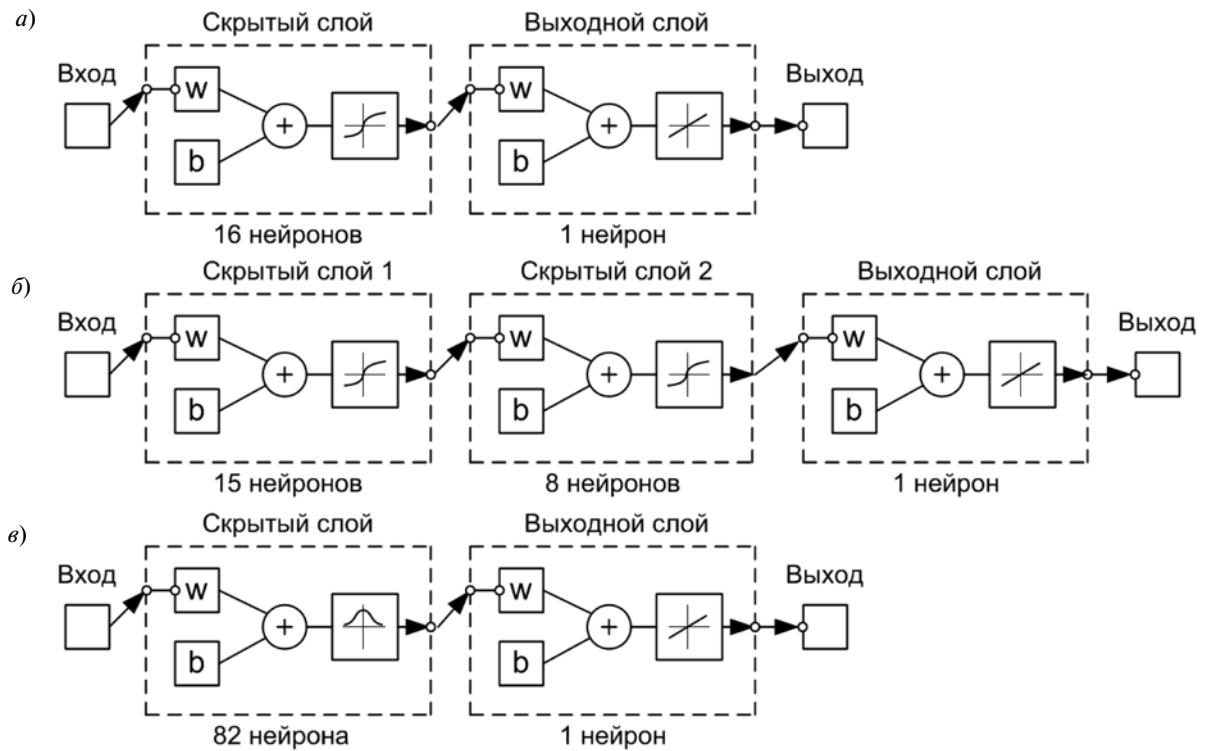 а)
Скрытый слой
Выходной слой
Вход
Выход
w
b
+
w
b
+
16 нейронов
1 нейрон
б)
Скрытый слой 1
Скрытый слой 2
Выходной слой
Вход
Выход
w
b
+
w
b
+
w
b
+
15 нейронов
8 нейронов
1 нейрон
в)
Скрытый слой
Выходной слой
Вход
Выход
w
b
+
w
b
+
82 нейрона
1 нейрон